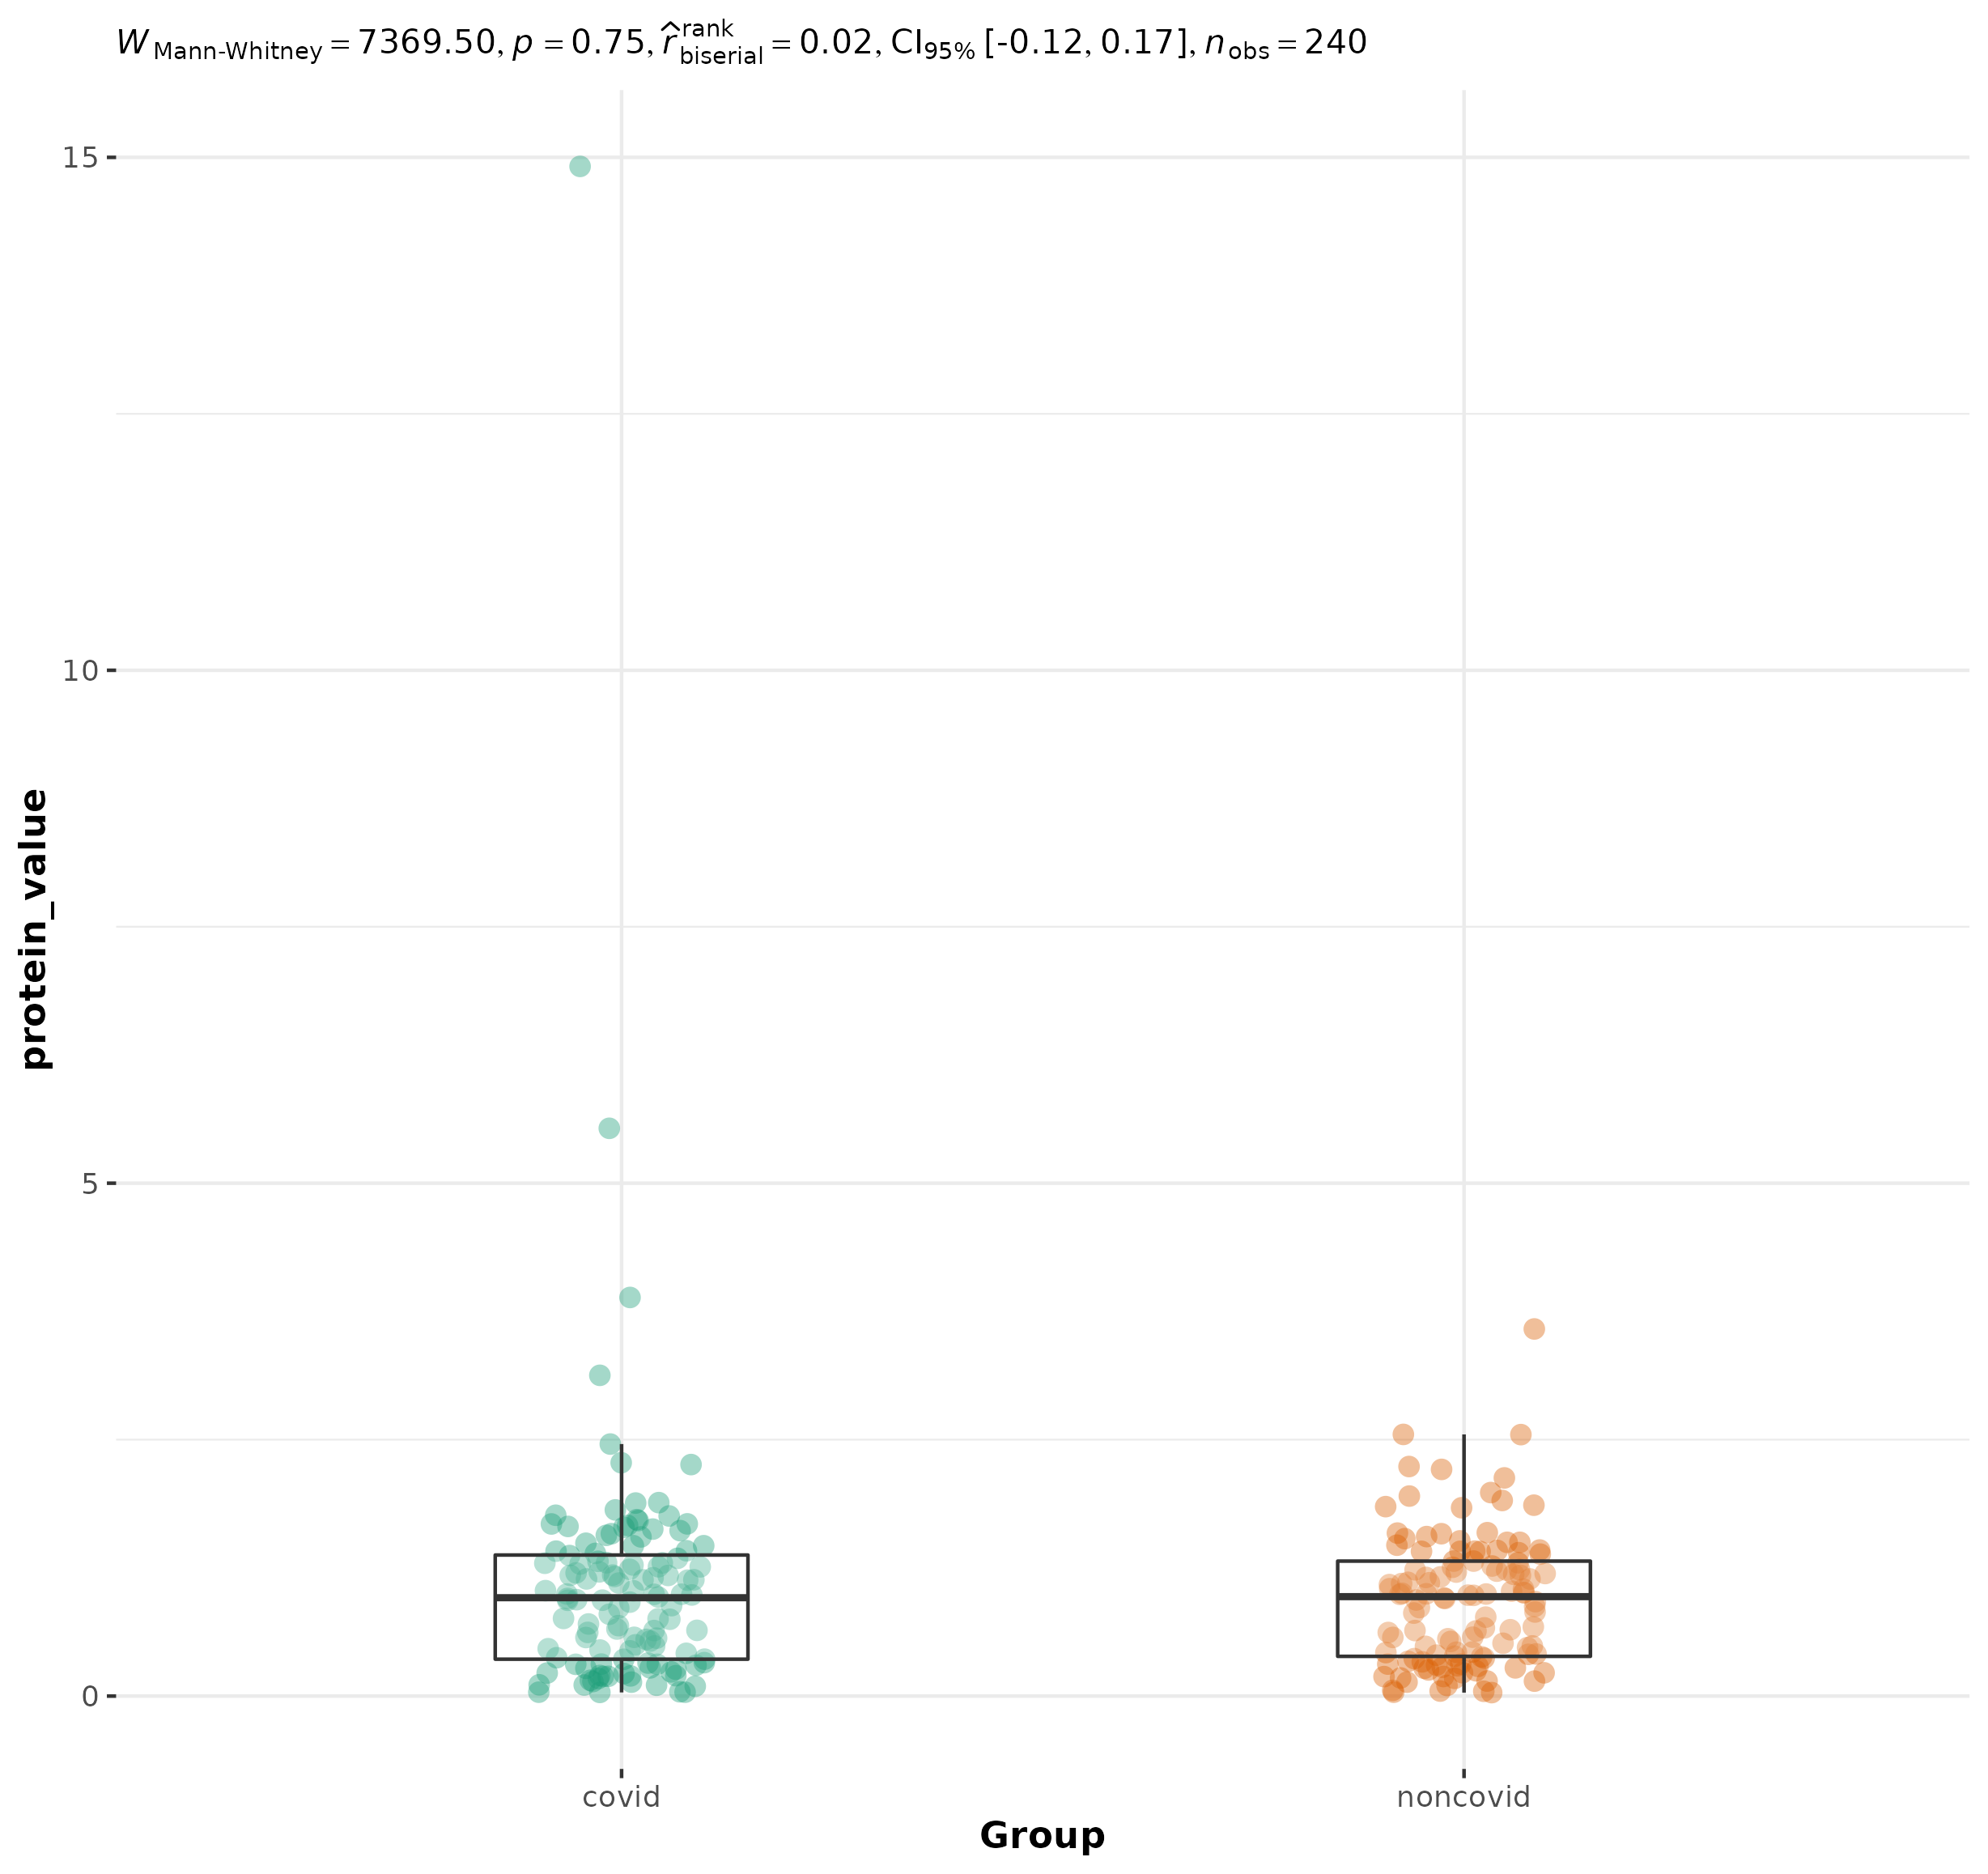 W Mann-Whitney = 7369.50, p = 0.75, r̂ rank biserial = 0.02, CI95% [-0.12, 0.17], n obs = 240
15
10
5
0
protein_value
covid noncovid
Group